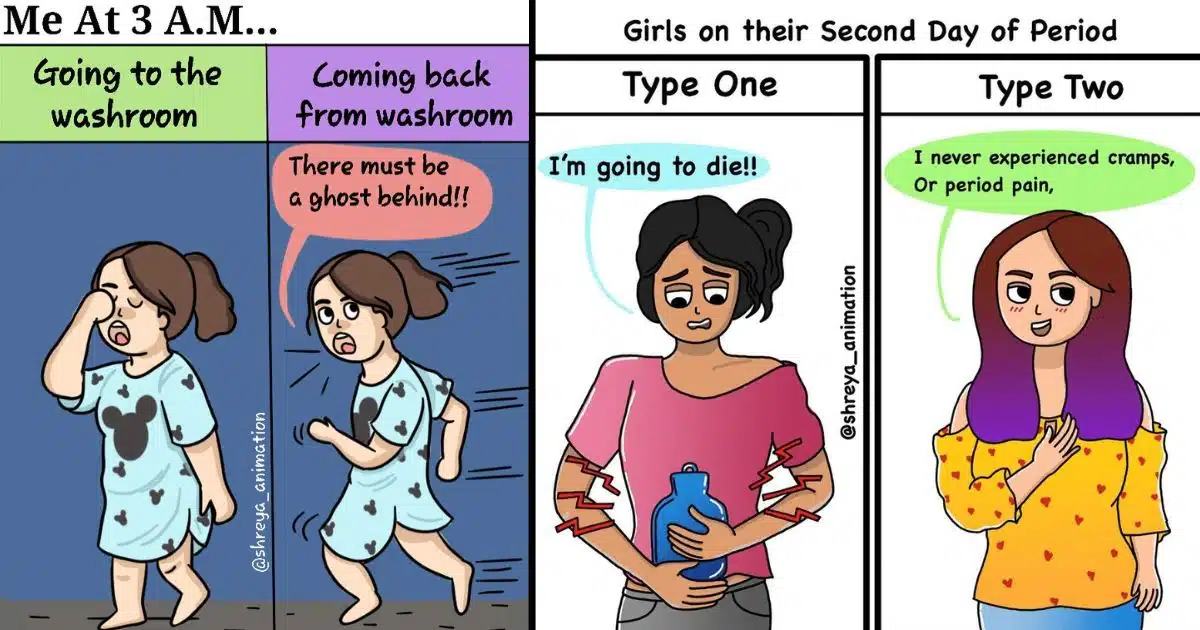 Me At 3 A.M...
Going to the
washroom
Coming back
from washroom
There must be
a ghost behind!!
@shreya_animation
Girls on their Second Day of Period
Type One
I'm going to die!!
@shreya_animation
Type Two
I never experienced cramps,
Or period pain,